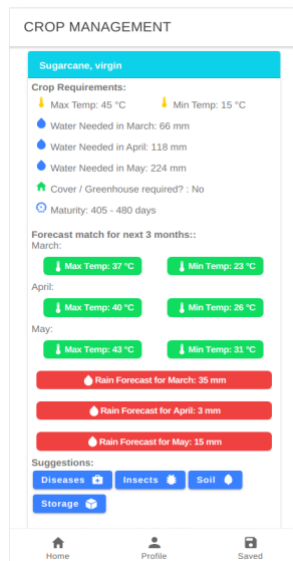 CROP MANAGEMENT
Sugarcane, virgin
Crop Requirements:
Max Temp: 45 °C Min Temp: 15 °C
Water Needed in March: 66 mm
Water Needed in April: 118 mm
Water Needed in May: 224 mm
Cover / Greenhouse required? : No
Maturity: 405 - 480 days
Forecast match for next 3 months::
March:
Max Temp: 37 °C Min Temp: 23 °C
April:
Max Temp: 40 °C Min Temp: 26 °C
May:
Max Temp: 43 °C Min Temp: 31 °C
Rain Forecast for March: 35 mm
Rain Forecast for April: 3 mm
Rain Forecast for May: 15 mm
Suggestions:
Diseases Insects Soil
Storage
Home Profile Saved